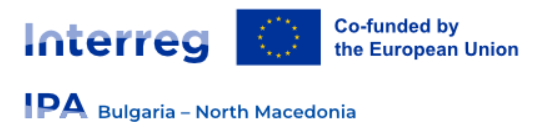 Interreg
Co-funded by
the European Union
IPA Bulgaria – North Macedonia